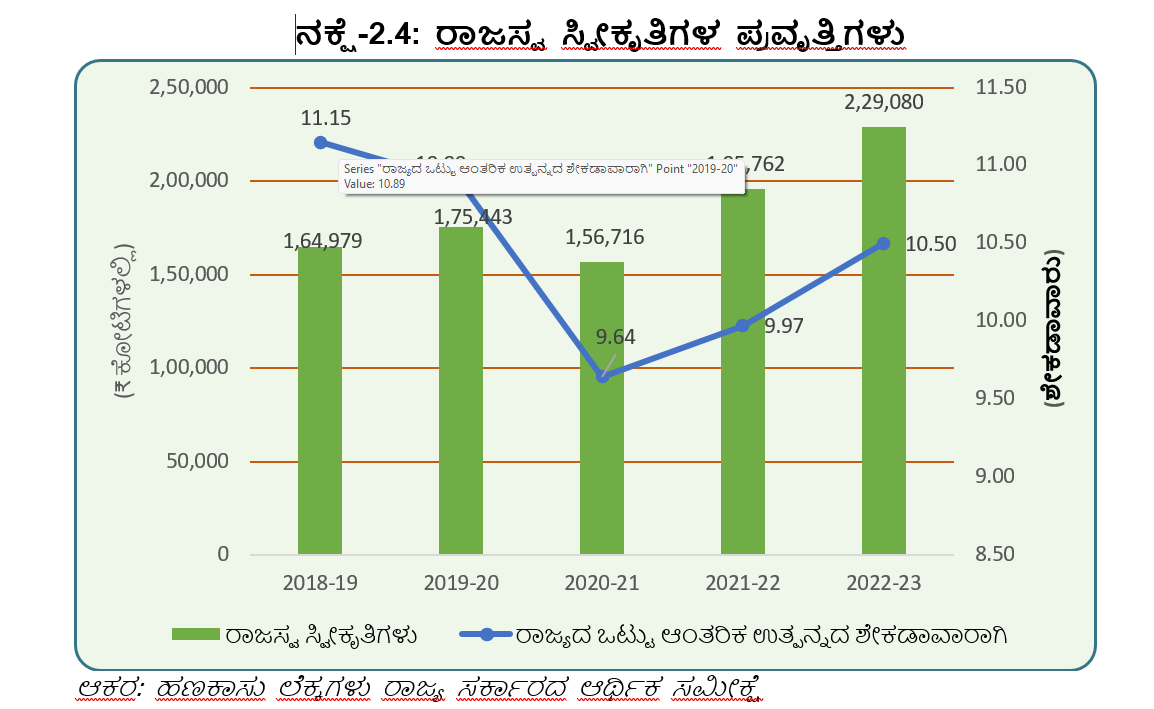 ನಕ್ಷೆ-2.4: ರಾಜಸ್ವ ಸ್ವೀಕೃತಿಗಳ ಪ್ರವೃತ್ತಿಗಳು
2,50,000
11.50
2,29,080
11.15
11.00
Series "ರಾಜ್ಯದ ಒಟ್ಟು ಆಂತರಿಕ ಉತ್ಪನ್ನದ ಶೇಕಡಾವಾರಾಗಿ" Point "2019-20"
Value: 10.89
2,00,000
1,75,443
1,64,979
1,56,716
10.50
10.50
(₹ ಕೋಟಿಗಳಲ್ಲಿ)
(ಶೇಕಡಾವಾರು)
1,50,000
10.00
9.97
9.64
1,00,000
9.50
50,000
9.00
0
8.50
2018-19 2019-20 2020-21 2021-22 2022-23
ರಾಜಸ್ವ ಸ್ವೀಕೃತಿಗಳು ರಾಜ್ಯದ ಒಟ್ಟು ಆಂತರಿಕ ಉತ್ಪನ್ನದ ಶೇಕಡಾವಾರಾಗಿ
ಆಕರ: ಹಣಕಾಸು ಲೆಕ್ಕಗಳು ರಾಜ್ಯ ಸರ್ಕಾರದ ಆರ್ಥಿಕ ಸಮೀಕ್ಷೆ